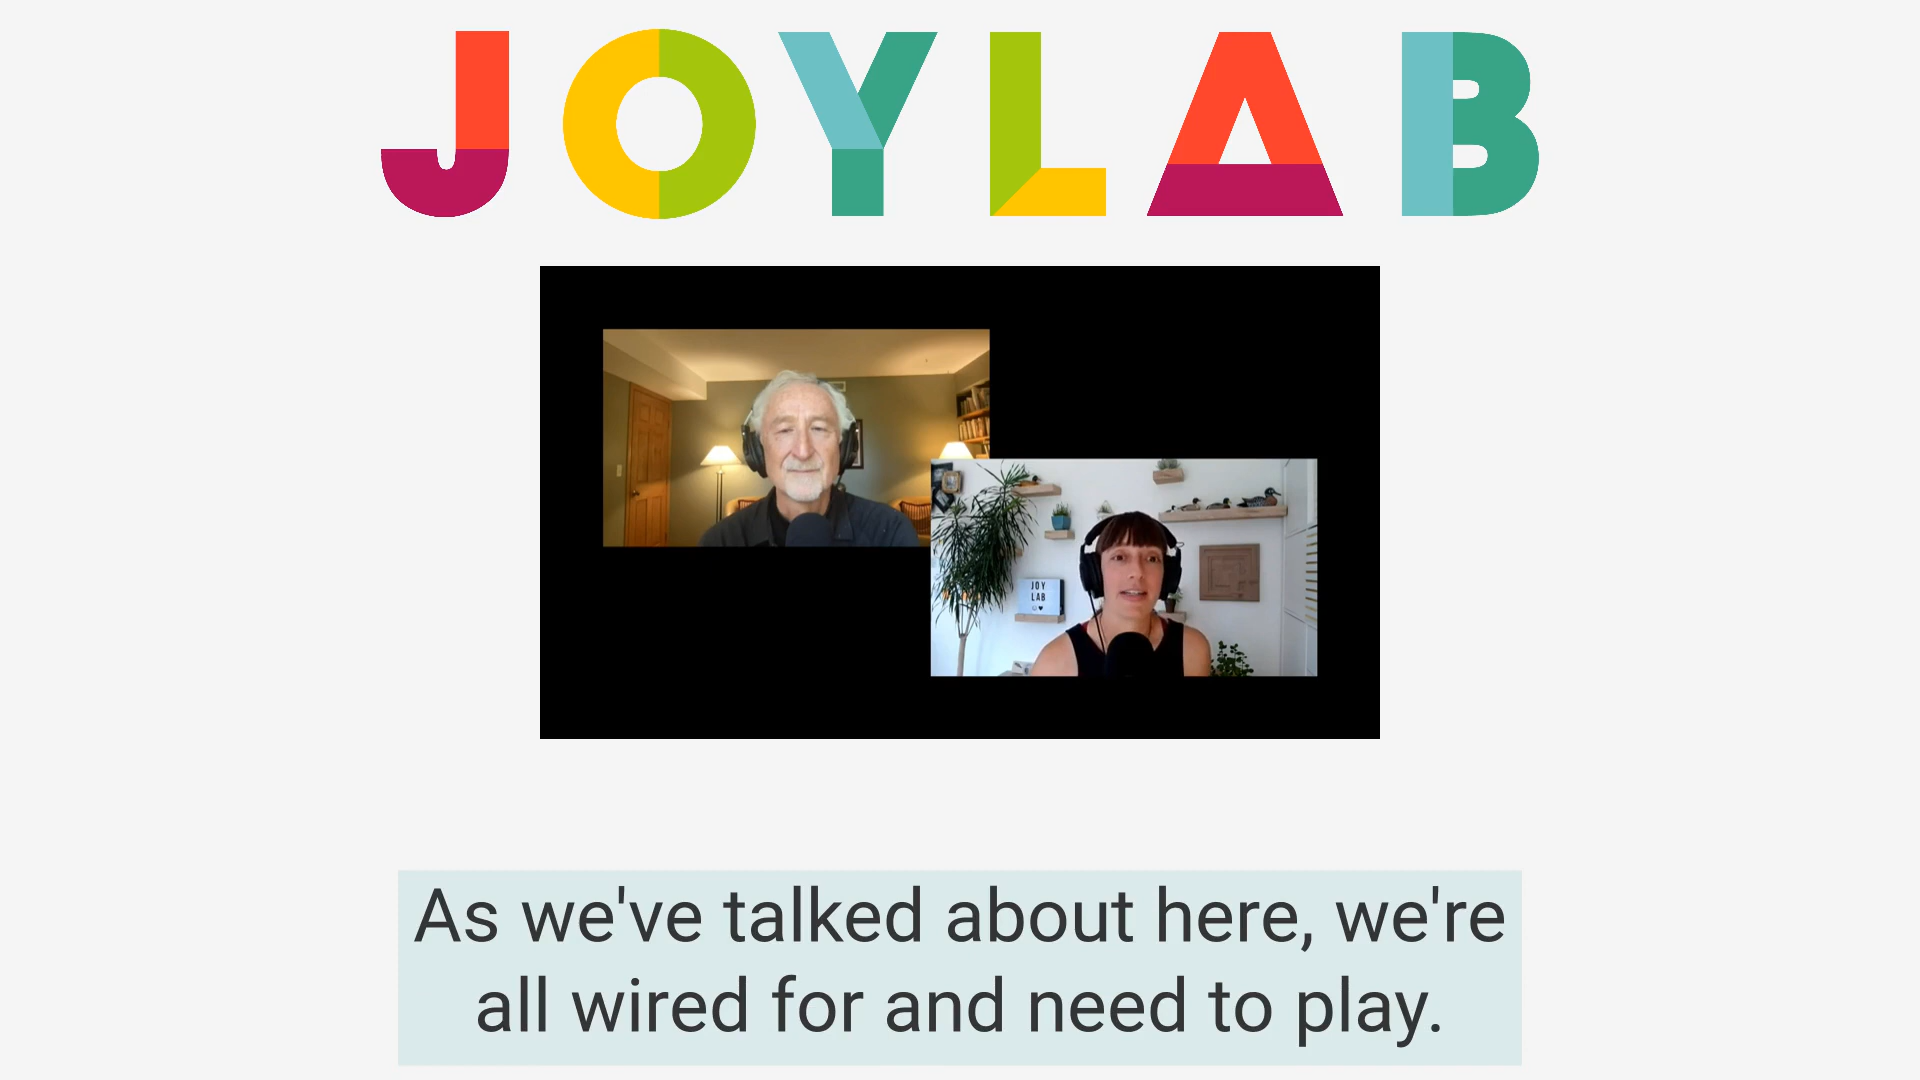 JOYLAB
JOY
LAB
As we've talked about here, we're
all wired for and need to play.